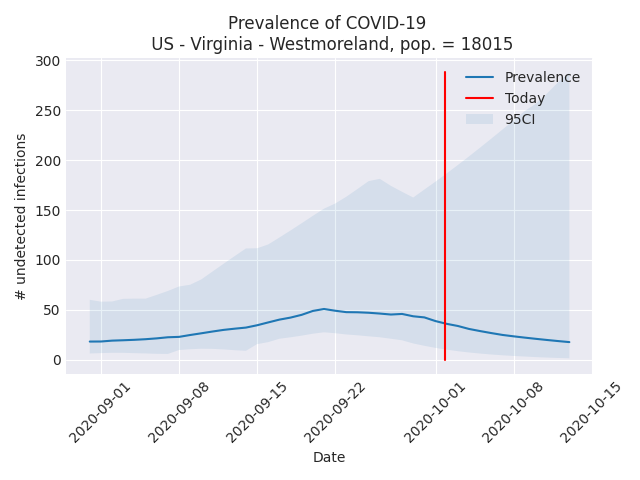 Prevalence of COVID-19
US - Virginia - Westmoreland, pop. = 18015
300
250
200
150
100
50
0
# undetected infections
Prevalence
Today
95CI
2020-09-01
2020-09-08
2020-09-15
2020-09-22
2020-10-01
2020-10-08
2020-10-15
Date